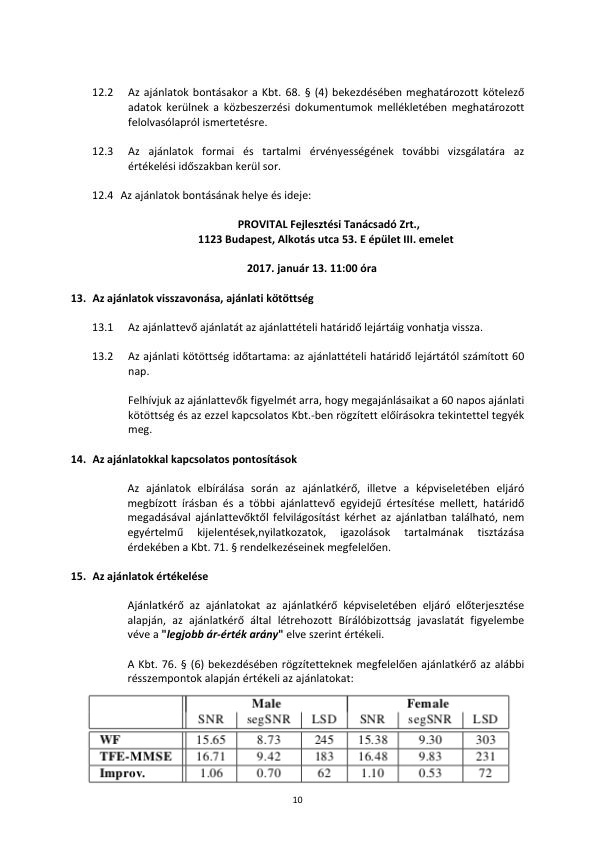 12.2 Az ajánlatok bontásakor a Kbt. 68. § (4) bekezdésében meghatározott kötelező
adatok kerülnek a közbeszerzési dokumentumok mellékletében meghatározott
felolvasólapról ismertetésre.
12.3 Az ajánlatok formai és tartalmi érvényességének további vizsgálatára az
értékelési időszakban kerül sor.
12.4 Az ajánlatok bontásának helye és ideje:
PROVITAL Fejlesztési Tanácsadó Zrt.,
1123 Budapest, Alkotás utca 53. E épület III. emelet
2017. január 13. 11:00 óra
13. Az ajánlatok visszavonása, ajánlati kötöttség
13.1 Az ajánlattevő ajánlatát az ajánlattételi határidő lejártáig vonhatja vissza.
13.2 Az ajánlati kötöttség időtartama: az ajánlattételi határidő lejártától számított 60
nap.
Felhívjuk az ajánlattevők figyelmét arra, hogy megajánlásaikat a 60 napos ajánlati
kötöttség és az ezzel kapcsolatos Kbt.-ben rögzített előírásokra tekintettel tegyék
meg.
14. Az ajánlatokkal kapcsolatos pontosítások
Az ajánlatok elbírálása során az ajánlatkérő, illetve a képviseletében eljáró
megbízott írásban és a többi ajánlattevő egyidejű értesítése mellett, határidő
megadásával ajánlattevőktől felvilágosítást kérhet az ajánlatban található, nem
egyértelmű kijelentések,nyilatkozatok, igazolások tartalmának tisztázása
érdekében a Kbt. 71. § rendelkezéseinek megfelelően.
15. Az ajánlatok értékelése
Ajánlatkérő az ajánlatokat az ajánlatkérő képviseletében eljáró előterjesztése
alapján, az ajánlatkérő által létrehozott Bírálóbizottság javaslatát figyelembe
véve a "legjobb ár-érték arány" elve szerint értékeli.
A Kbt. 76. § (6) bekezdésében rögzítetteknek megfelelően ajánlatkérő az alábbi
résszempontok alapján értékeli az ajánlatokat:
Male Female
SNR segSNR LSD SNR segSNR LSD
WF 15.65 8.73 245 15.38 9.30 303
TFE-MMSE 16.71 9.42 183 16.48 9.83 231
Improv. 1.06 0.70 62 1.10 0.53 72
10